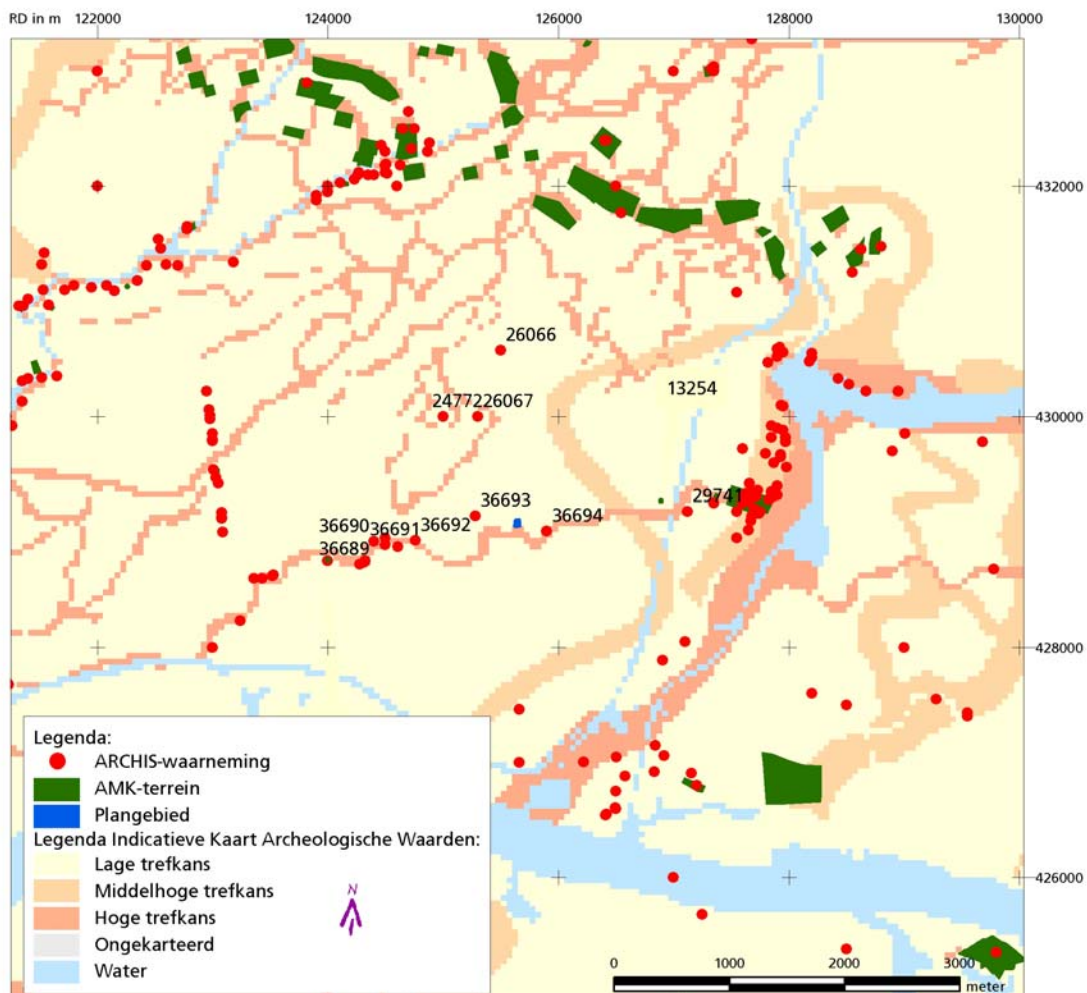 RD in m 122000 124000 126000 128000 130000
432000
26066
13254
2477226067
430000
36693
29741
36690 36691 36692 36694
36689
428000
Legenda:
ARCHIS-waarneming
AMK-terrein
Plangebied
Legenda Indicatieve Kaart Archeologische Waarden:
Lage trefkans
Middelhoge trefkans
N
Hoge trefkans
Ongekarteerd
Water
426000
0 1000 2000 3000
meter